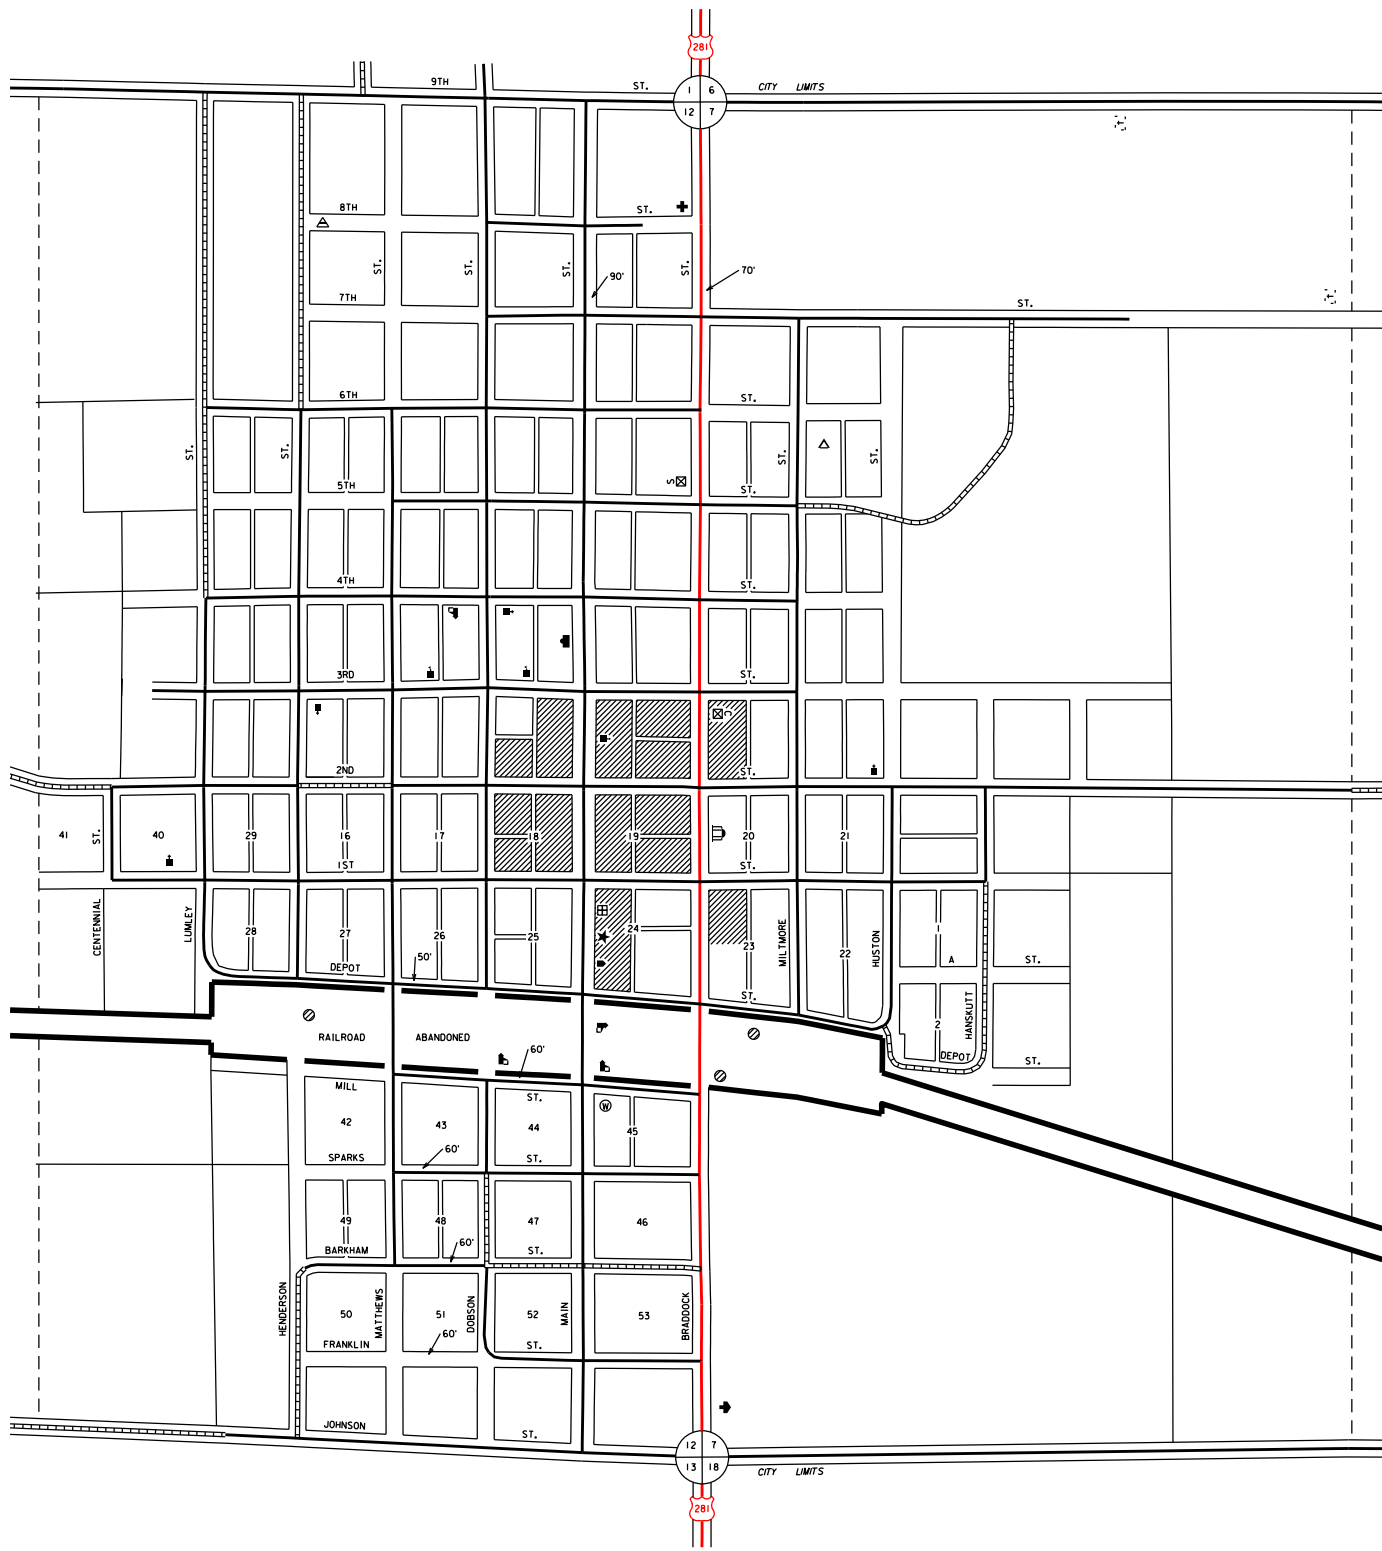 281
9TH ST. CITY LIMITS
1 6
12 7
8TH ST.
ST. ST. ST. ST.
90' 70'
7TH ST.
6TH ST.
ST. ST. ST. ST.
S
5TH ST.
4TH ST.
3RD ST.
C
2ND ST.
41 ST. 40 29 16 17 18 19 20 21
1ST ST.
CENTENNIAL LUMLEY MILTMORE HUSTON
28 27 26 25 24 23 22 1
DEPOT 50' A ST.
ST.
2 HANSKUTT
RAILROAD ABANDONED
60' DEPOT ST.
MILL ST.
W
42 43 44 45
SPARKS 60' ST.
49 48 47 46
BARKHAM 60' ST.
HENDERSON MATTHEWS DOBSON MAIN BRADDOCK
50 51 52 53
FRANKLIN 60' ST.
JOHNSON ST.
12 7
13 18
CITY LIMITS
281